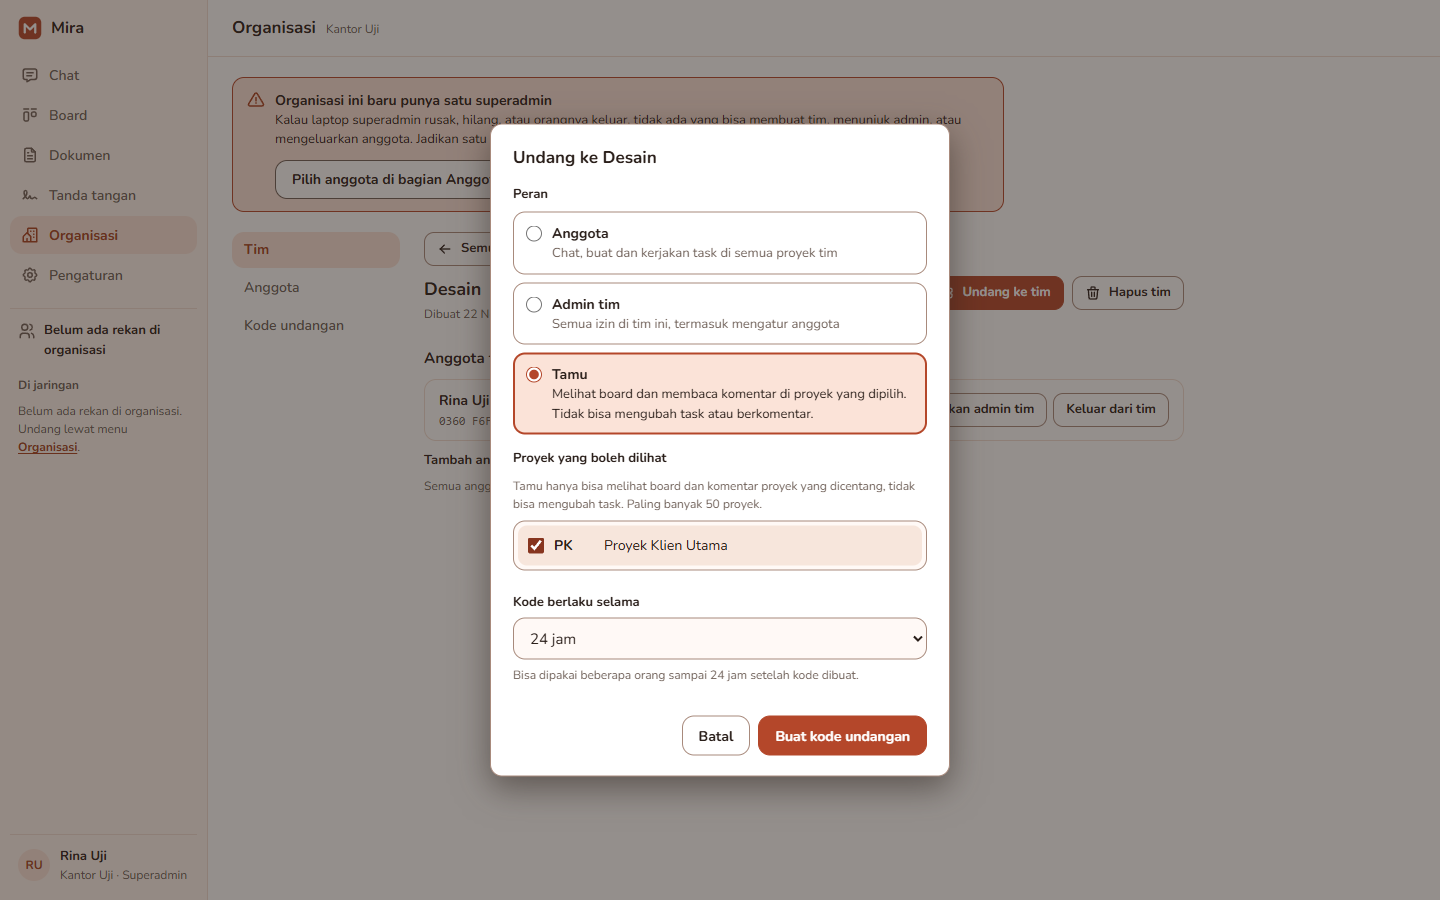 Mira
Chat
Board
Dokumen
Tanda tangan
Organisasi
Pengaturan
Belum ada rekan di
organisasi
Di jaringan
Belum ada rekan di organisasi.
Undang lewat menu
Organisasi.
RU
Rina Uji
Kantor Uji · Superadmin
Organisasi Kantor Uji
Organisasi ini baru punya satu superadmin
Kalau laptop superadmin rusak, hilang, atau orangnya keluar, tidak ada yang bisa membuat tim, menunjuk admin, atau
mengeluarkan anggota. Jadikan satu
Pilih anggota di bagian
Tim
Anggota
Kode undangan
Desain
Dibuat 22
Undang ke tim
Hapus tim
Anggota
Rina Uji
0360
admin tim
Keluar dari tim
Tambah
Semua
Undang ke Desain
Peran
Anggota
Chat, buat dan kerjakan task di semua proyek tim
Admin tim
Semua izin di tim ini, termasuk mengatur anggota
Tamu
Melihat board dan membaca komentar di proyek yang dipilih.
Tidak bisa mengubah task atau berkomentar.
Proyek yang boleh dilihat
Tamu hanya bisa melihat board dan komentar proyek yang dicentang, tidak
bisa mengubah task. Paling banyak 50 proyek.
PK Proyek Klien Utama
Kode berlaku selama
24 jam
Bisa dipakai beberapa orang sampai 24 jam setelah kode dibuat.
Batal
Buat kode undangan